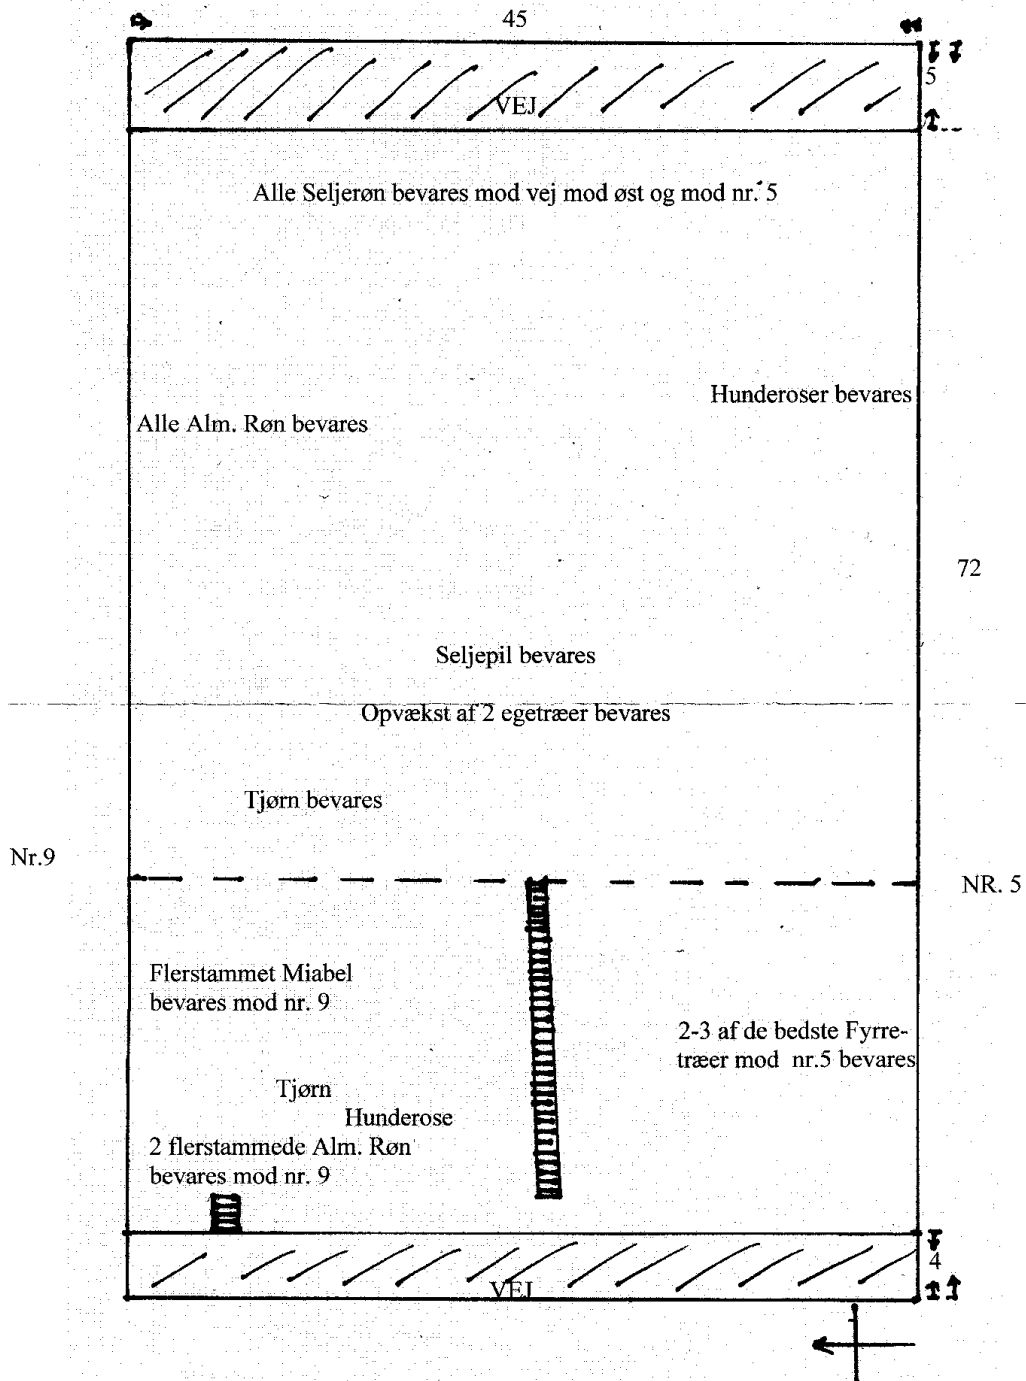 45
5
VEJ
Alle Seljerøn bevares mod vej mod øst og mod nr. 5
Hunderoser bevares
Alle Alm. Røn bevares
72
Seljepil bevares
Opvækst af 2 egetræer bevares
Tjørn bevares
Nr.9
NR. 5
Flerstammet Miabel
bevares mod nr. 9
2-3 af de bedste Fyrre-
træer mod nr.5 bevares
Tjørn
Hunderose
2 flerstammede Alm. Røn
bevares mod nr. 9
4
VEJ